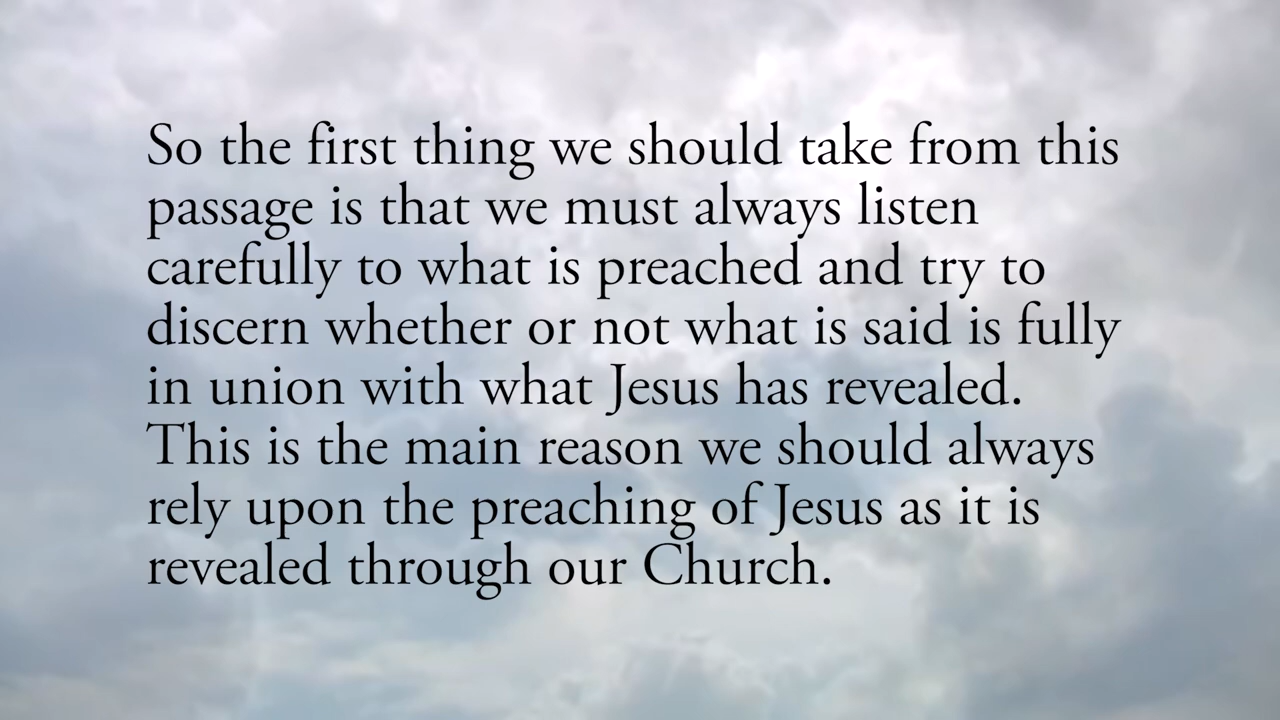 So the first thing we should take from this
passage is that we must always listen
carefully to what is preached and try to
discern whether or not what is said is fully
in union with what Jesus has revealed.
This is the main reason we should always
rely upon the preaching of Jesus as it is
revealed through our Church.